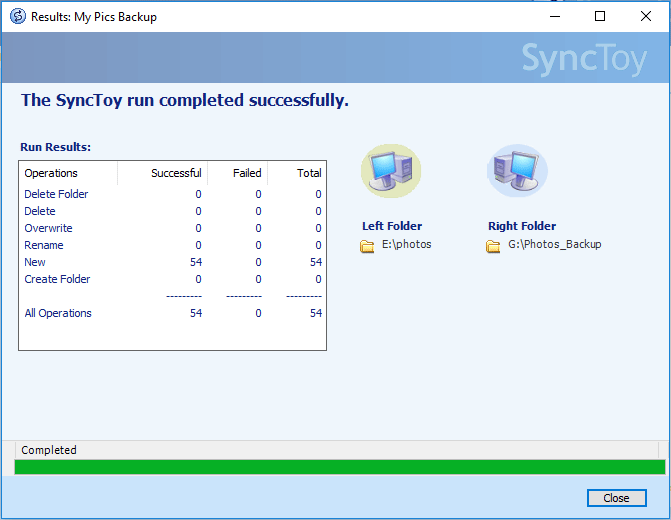 Results: My Pics Backup
SyncToy
The SyncToy run completed successfully.
Run Results:
Operations Successful Failed Total
Delete Folder 0 0 0
Delete 0 0 0
Overwrite 0 0 0
Rename 0 0 0
New 54 0 54
Create Folder 0 0 0
--------- --------- ---------
All Operations 54 0 54
Left Folder
E:\photos
Right Folder
G:\Photos_Backup
Completed
Close